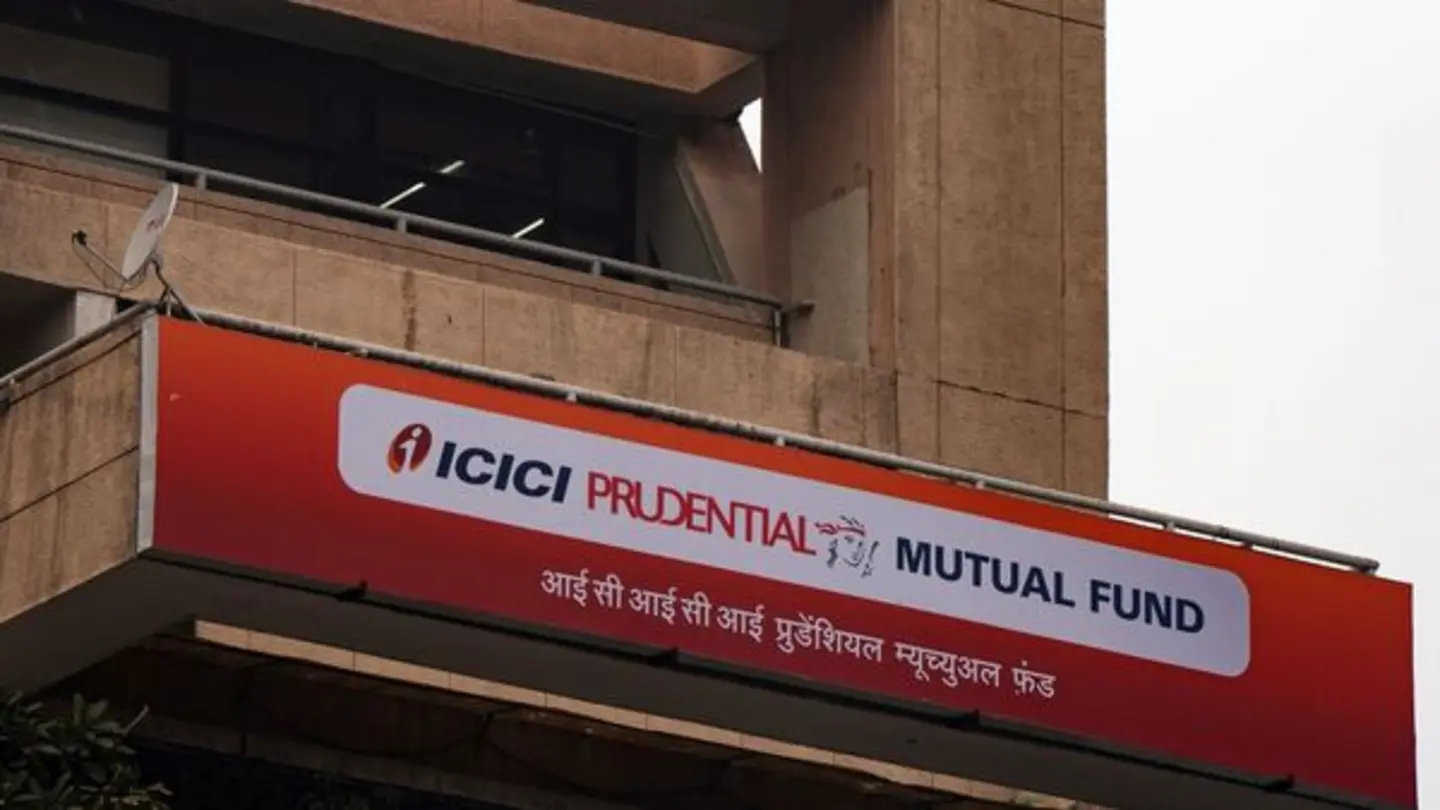 ICICI PRUDENTIAL MUTUAL FUND
आई सी आई सी आई प्रुडेंशियल म्यूच्युअल फ़ंड